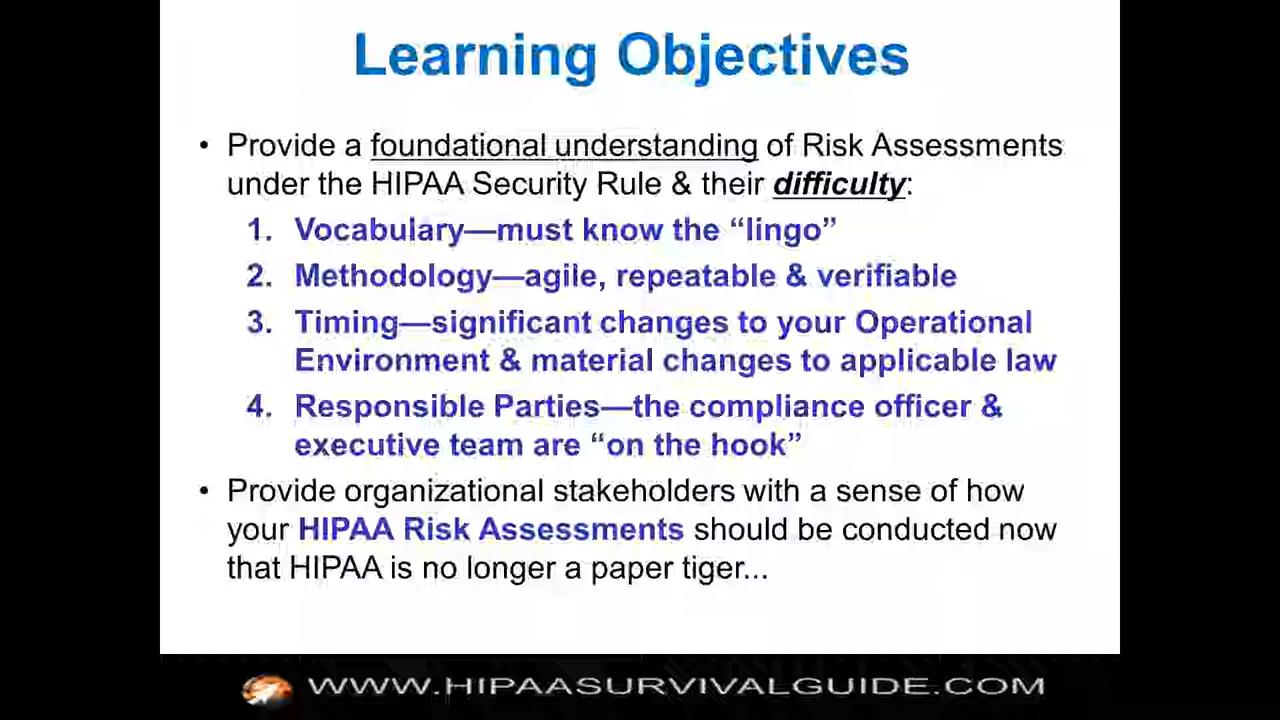 Learning Objectives
• Provide a foundational understanding of Risk Assessments
under the HIPAA Security Rule & their difficulty:
1. Vocabulary—must know the “lingo”
2. Methodology—agile, repeatable & verifiable
3. Timing—significant changes to your Operational
Environment & material changes to applicable law
4. Responsible Parties—the compliance officer &
executive team are “on the hook”
• Provide organizational stakeholders with a sense of how
your HIPAA Risk Assessments should be conducted now
that HIPAA is no longer a paper tiger...
WWW.HIPAASURVIVALGUIDE.COM